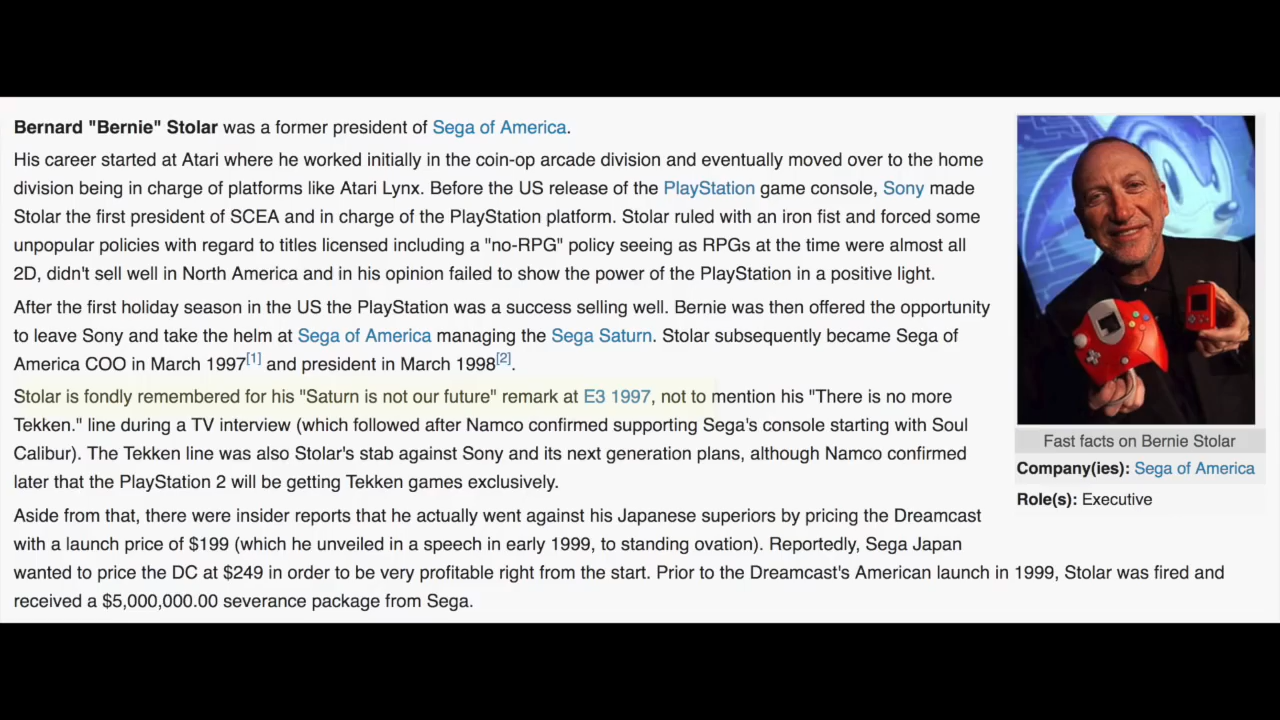 Bernard "Bernie" Stolar was a former president of Sega of America.
His career started at Atari where he worked initially in the coin-op arcade division and eventually moved over to the home
division being in charge of platforms like Atari Lynx. Before the US release of the PlayStation game console, Sony made
Stolar the first president of SCEA and in charge of the PlayStation platform. Stolar ruled with an iron fist and forced some
unpopular policies with regard to titles licensed including a "no-RPG" policy seeing as RPGs at the time were almost all
2D, didn't sell well in North America and in his opinion failed to show the power of the PlayStation in a positive light.
After the first holiday season in the US the PlayStation was a success selling well. Bernie was then offered the opportunity
to leave Sony and take the helm at Sega of America managing the Sega Saturn. Stolar subsequently became Sega of
America COO in March 1997[1] and president in March 1998[2].
Stolar is fondly remembered for his "Saturn is not our future" remark at E3 1997, not to mention his "There is no more
Tekken." line during a TV interview (which followed after Namco confirmed supporting Sega's console starting with Soul
Calibur). The Tekken line was also Stolar's stab against Sony and its next generation plans, although Namco confirmed
later that the PlayStation 2 will be getting Tekken games exclusively.
Aside from that, there were insider reports that he actually went against his Japanese superiors by pricing the Dreamcast
with a launch price of $199 (which he unveiled in a speech in early 1999, to standing ovation). Reportedly, Sega Japan
wanted to price the DC at $249 in order to be very profitable right from the start. Prior to the Dreamcast's American launch in 1999, Stolar was fired and
received a $5,000,000.00 severance package from Sega.
Fast facts on Bernie Stolar
Company(ies): Sega of America
Role(s): Executive